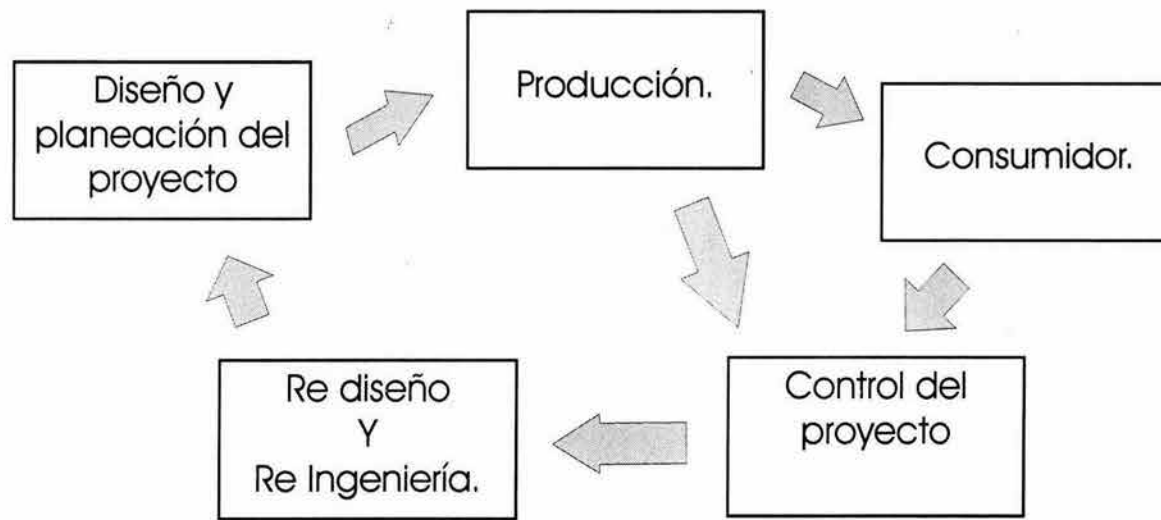 Diseño y
planeación del
proyecto
Producción.
Consumidor.
Control del
proyecto
Re diseño
Y
Re Ingeniería.